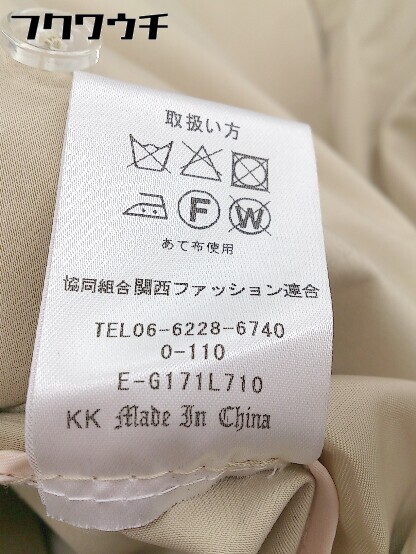 フクワウチ
取扱い方
F W
あて布使用
協同組合関西ファッション連合
TEL06-6228-6740
O-110
E-G171L710
KK Made In China